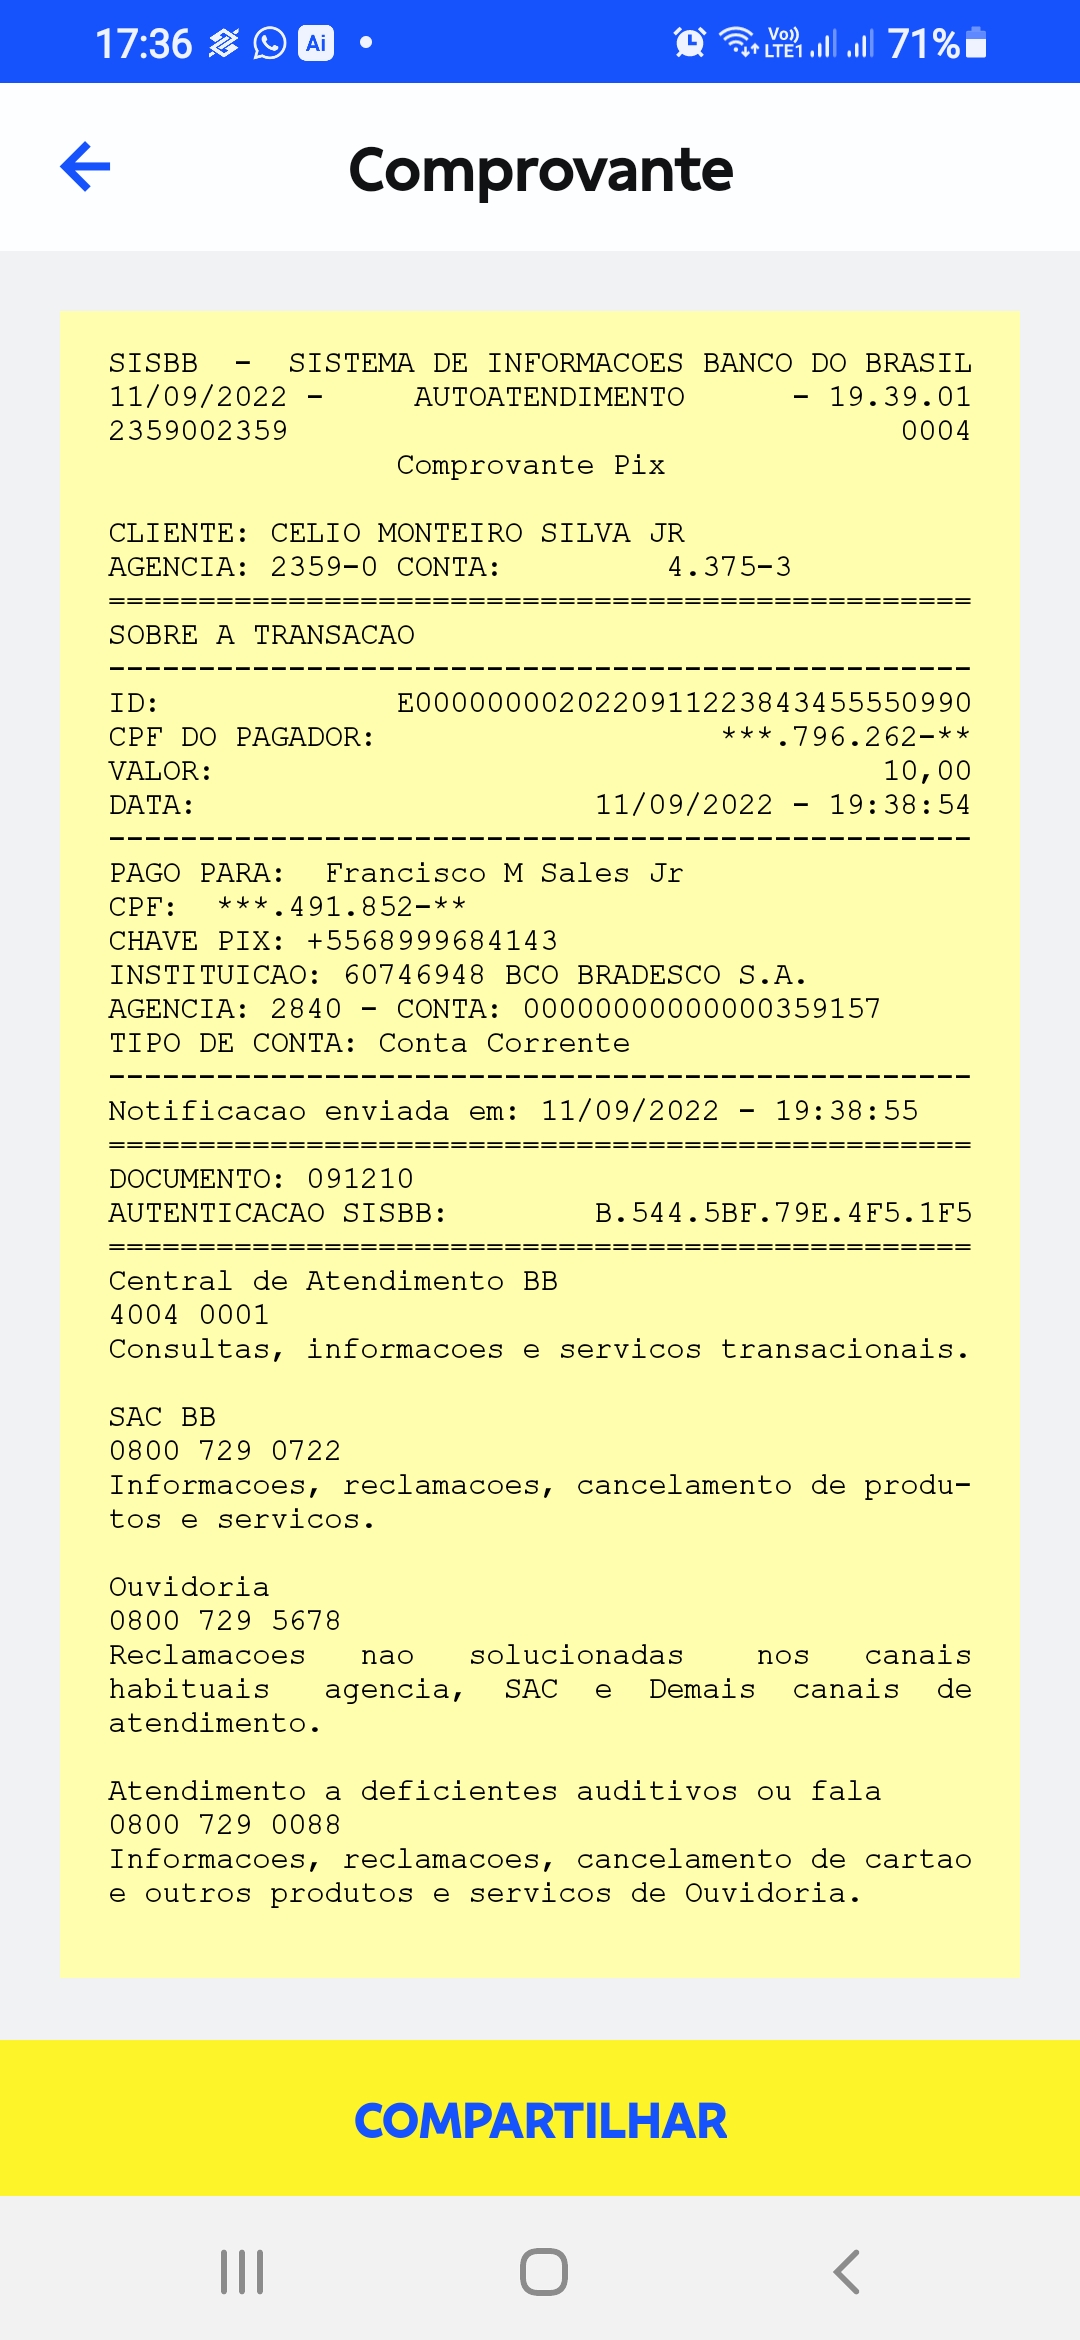 17:36 Ai Vo)) LTE1 71%
Comprovante
SISBB - SISTEMA DE INFORMACOES BANCO DO BRASIL
11/09/2022 - AUTOATENDIMENTO - 19.39.01
2359002359 0004
Comprovante Pix
CLIENTE: CELIO MONTEIRO SILVA JR
AGENCIA: 2359-0 CONTA: 4.375-3
================================================
SOBRE A TRANSACAO
------------------------------------------------
ID: E0000000020220911223843455550990
CPF DO PAGADOR: ***.796.262-**
VALOR: 10,00
DATA: 11/09/2022 - 19:38:54
------------------------------------------------
PAGO PARA: Francisco M Sales Jr
CPF: ***.491.852-**
CHAVE PIX: +5568999684143
INSTITUICAO: 60746948 BCO BRADESCO S.A.
AGENCIA: 2840 - CONTA: 00000000000000359157
TIPO DE CONTA: Conta Corrente
------------------------------------------------
Notificacao enviada em: 11/09/2022 - 19:38:55
================================================
DOCUMENTO: 091210
AUTENTICACAO SISBB: B.544.5BF.79E.4F5.1F5
================================================
Central de Atendimento BB
4004 0001
Consultas, informacoes e servicos transacionais.
SAC BB
0800 729 0722
Informacoes, reclamacoes, cancelamento de produ-
tos e servicos.
Ouvidoria
0800 729 5678
Reclamacoes nao solucionadas nos canais
habituais agencia, SAC e Demais canais de
atendimento.
Atendimento a deficientes auditivos ou fala
0800 729 0088
Informacoes, reclamacoes, cancelamento de cartao
e outros produtos e servicos de Ouvidoria.
COMPARTILHAR